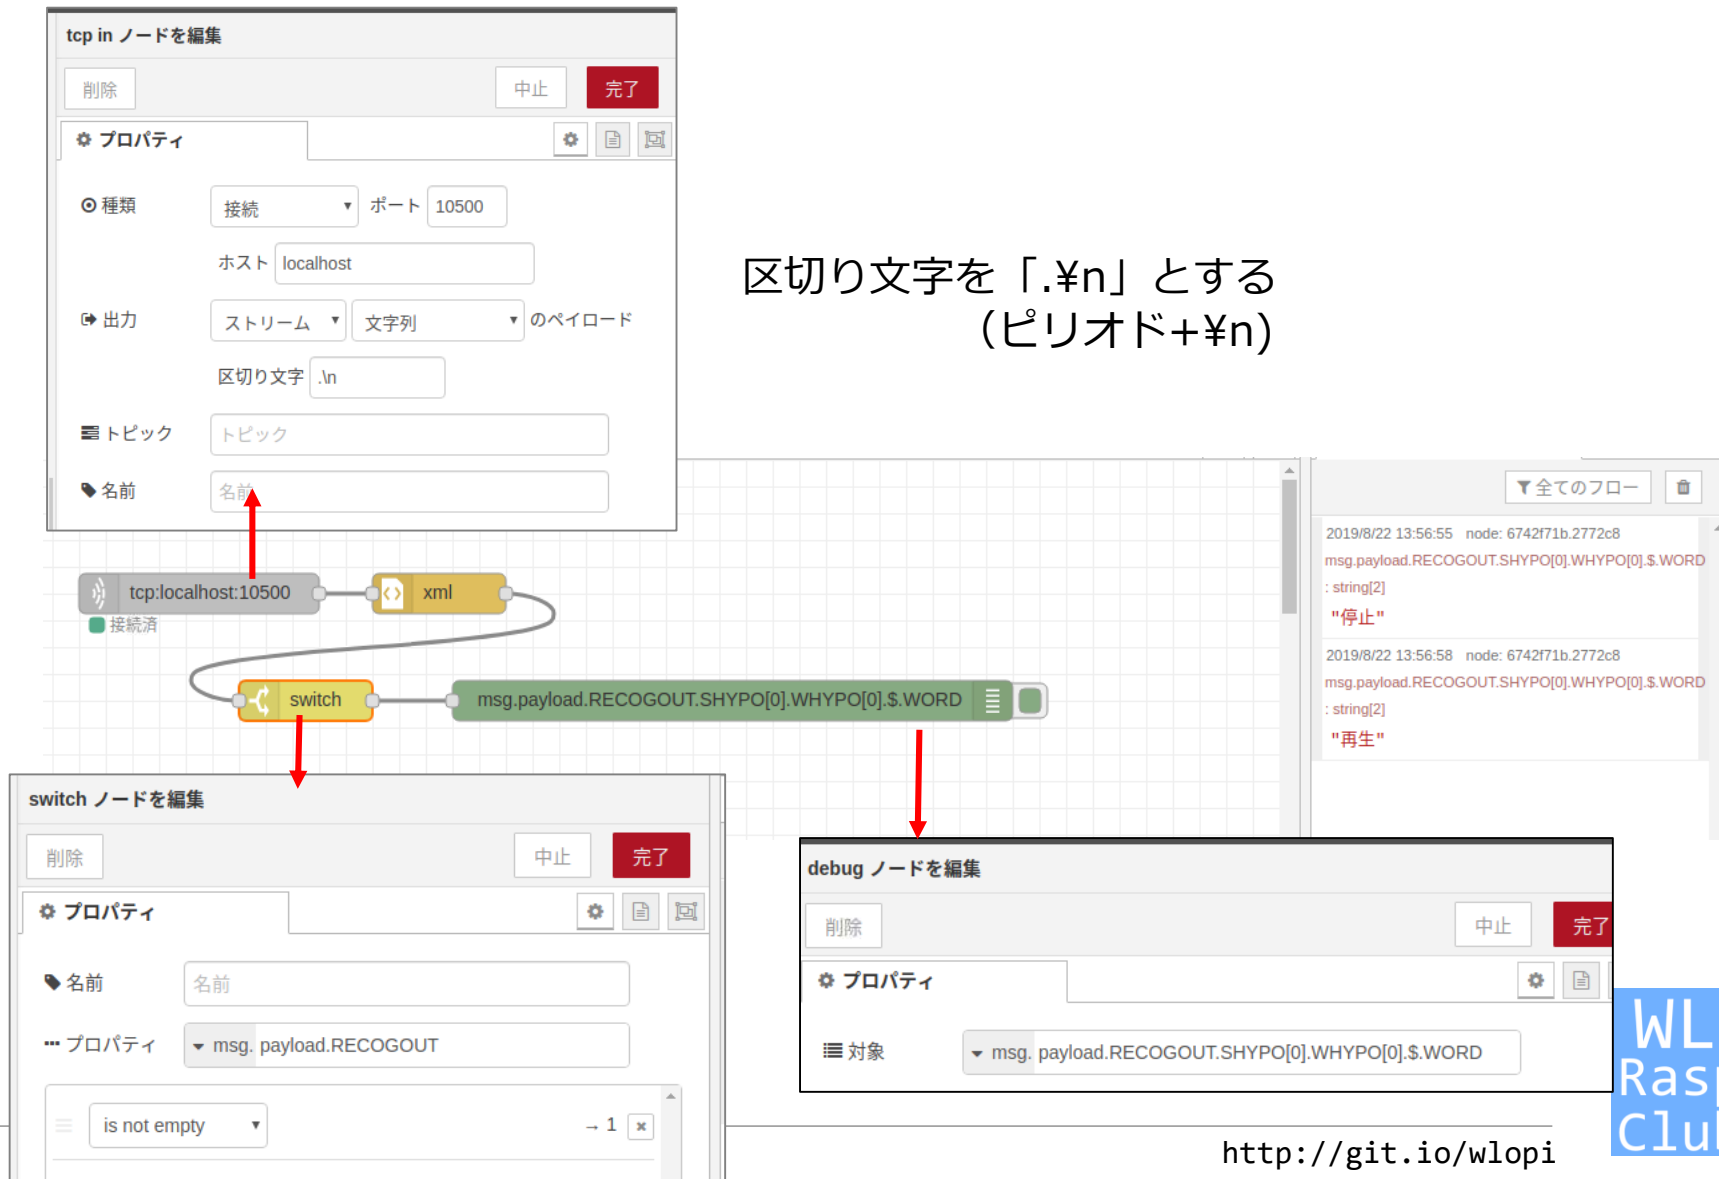 tcp in ノードを編集
削除 中止 完了
プロパティ
種類 接続 ポート 10500
ホスト localhost
出力 ストリーム 文字列 のペイロード
区切り文字 .\n
トピック トピック
名前 名前
区切り文字を「.¥n」とする
（ピリオド+¥n)
tcp:localhost:10500
接続済
xml
switch
msg.payload.RECOGOUT.SHYPO[0].WHYPO[0].$.WORD
全てのフロー
2019/8/22 13:56:55 node: 6742f71b.2772c8
msg.payload.RECOGOUT.SHYPO[0].WHYPO[0].$.WORD
: string[2]
"停止"
2019/8/22 13:56:58 node: 6742f71b.2772c8
msg.payload.RECOGOUT.SHYPO[0].WHYPO[0].$.WORD
: string[2]
"再生"
switch ノードを編集
削除 中止 完了
プロパティ
名前 名前
プロパティ msg. payload.RECOGOUT
is not empty → 1
debug ノードを編集
削除 中止 完了
プロパティ
対象 msg. payload.RECOGOUT.SHYPO[0].WHYPO[0].$.WORD
http://git.io/wlopi
WL
Rasp
Club